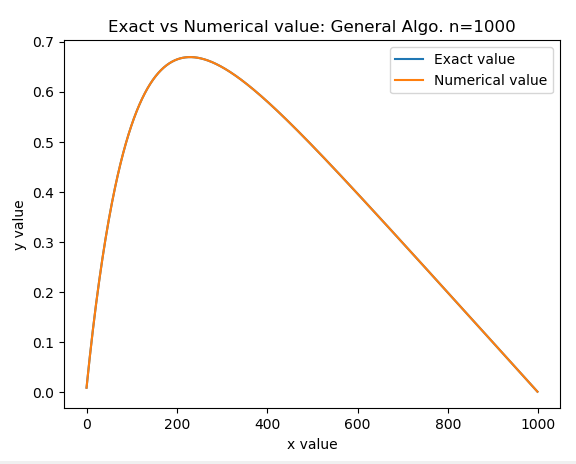 Exact vs Numerical value: General Algo. n=1000
0.7
0.6
0.5
0.4
0.3
0.2
0.1
0.0
y value
Exact value
Numerical value
0 200 400 600 800 1000
x value